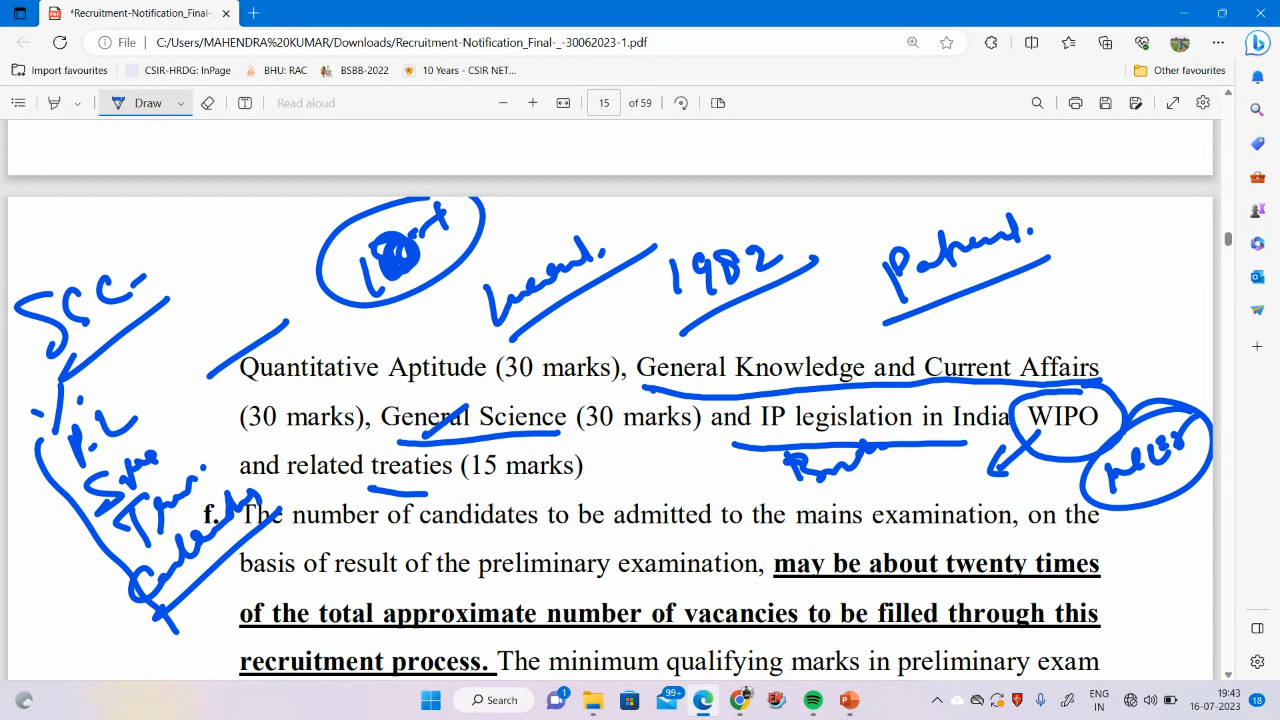 *Recruitment-Notification_Final-_
File
C:/Users/MAHENDRA%20KUMAR/Downloads/Recruitment-Notification_Final-_-30062023-1.pdf
Import favourites
CSIR-HRDG: InPage
BHU: RAC
BSBB-2022
10 Years - CSIR NET...
Other favourites
Draw
Read aloud
15
of 59
1982
Quantitative Aptitude (30 marks), General Knowledge and Current Affairs
(30 marks), General Science (30 marks) and IP legislation in India WIPO
and related treaties (15 marks)
f. The number of candidates to be admitted to the mains examination, on the
basis of result of the preliminary examination, may be about twenty times
of the total approximate number of vacancies to be filled through this
recruitment process. The minimum qualifying marks in preliminary exam
Search
1
99+
ENG
IN
19:43
16-07-2023
18